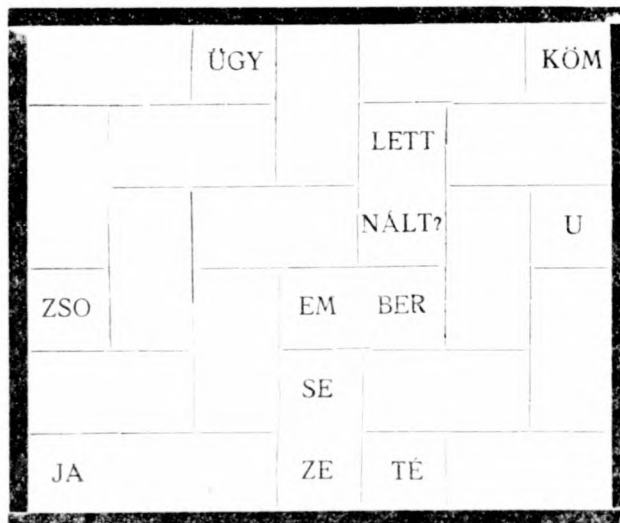 ÜGY KÖM
LETT
NÁLT? U
ZSO EM BER
SE
JA ZE TÉ